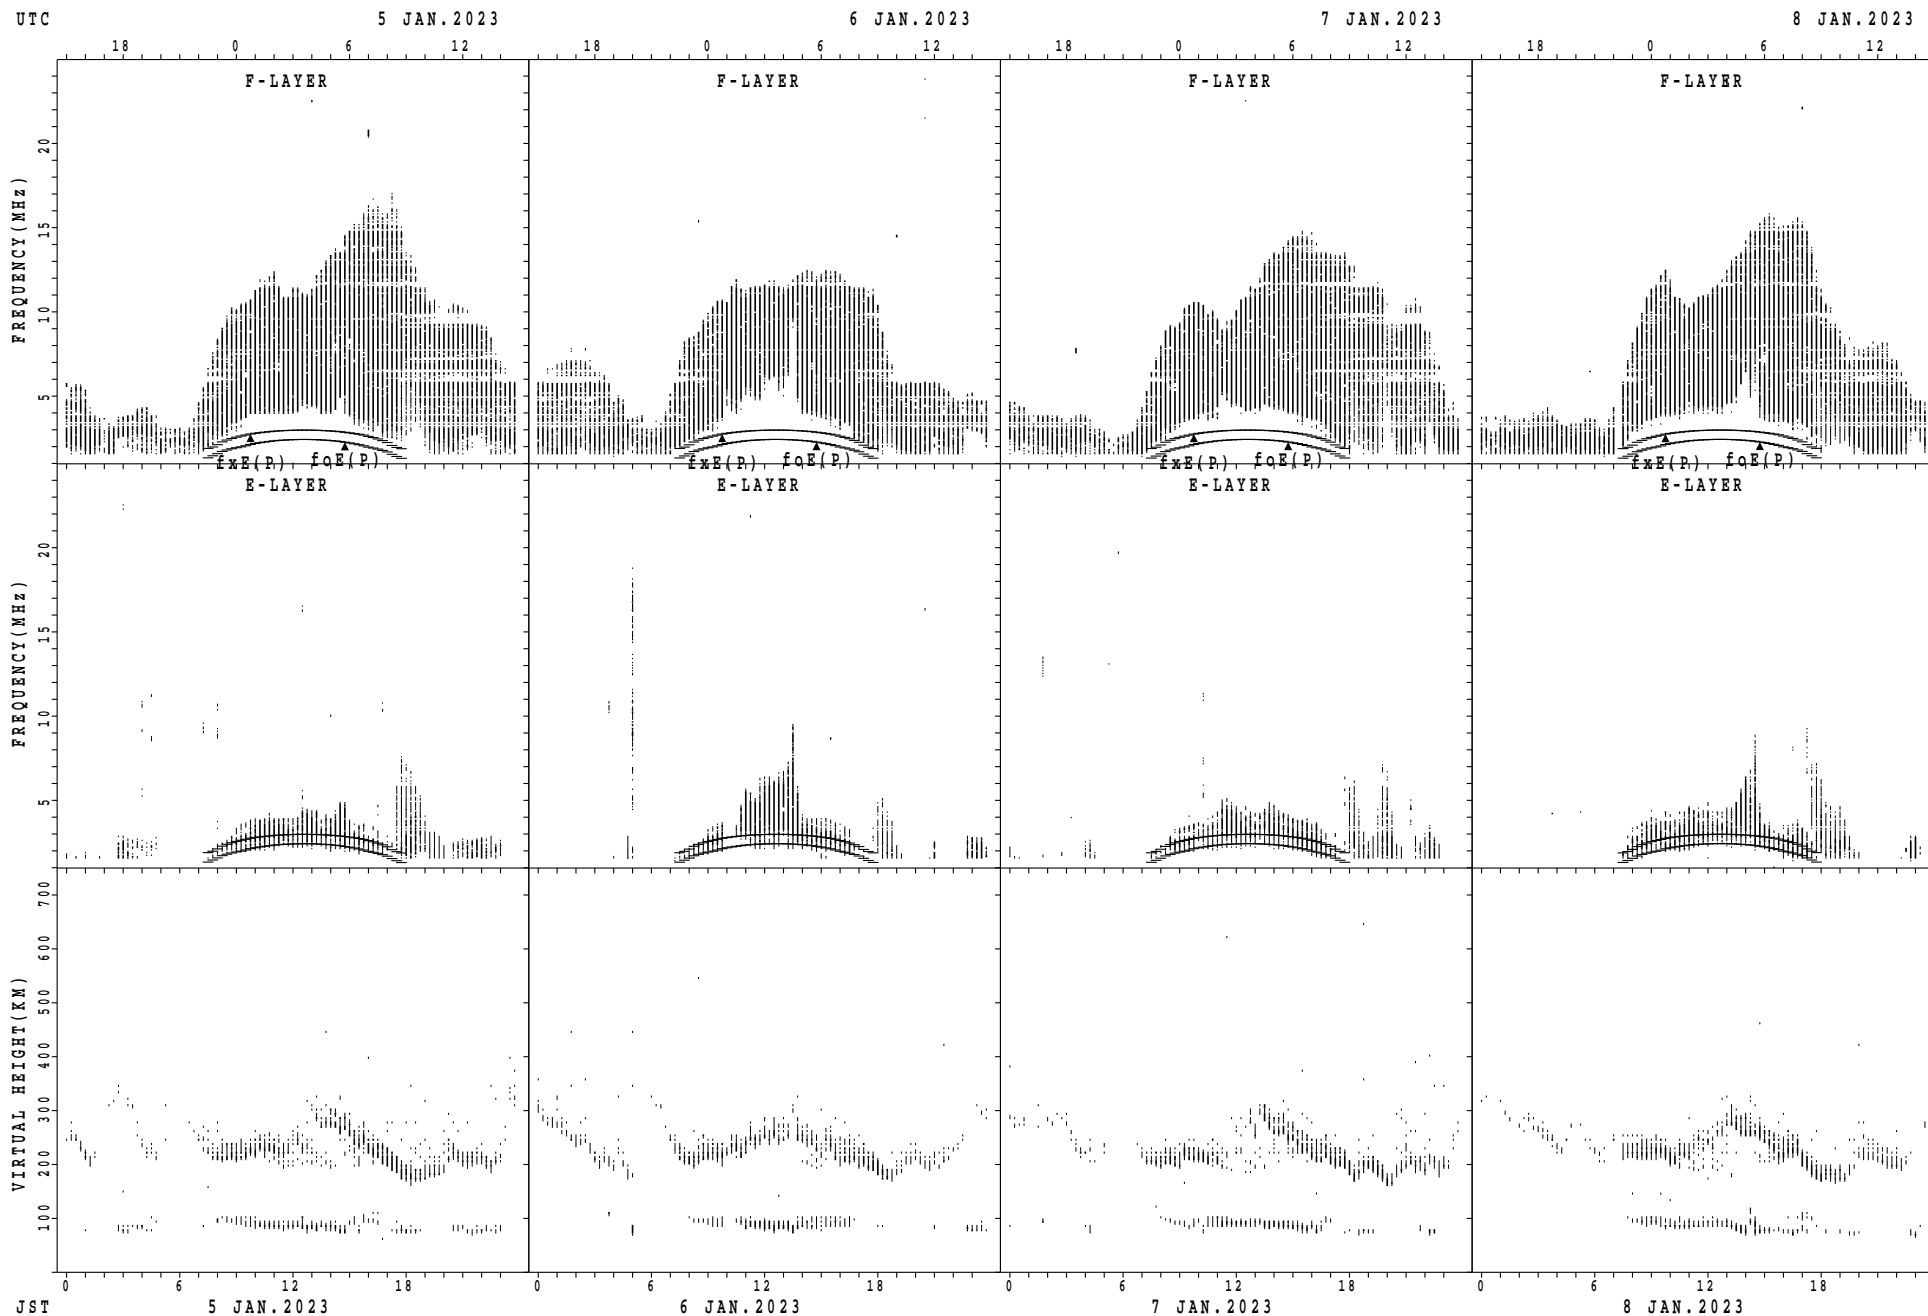 UTC 5 JAN.2023 6 JAN.2023 7 JAN.2023 8 JAN.2023
18 0 6 12 18 0 6 12 18 0 6 12 18 0 6 12
F-LAYER F-LAYER F-LAYER F-LAYER
FREQUENCY(MHz)
20
15
10
5
fxE(P) foE(P) fxE(P) foE(P) fxE(P) foE(P) fxE(P) foE(P)
E-LAYER E-LAYER E-LAYER E-LAYER
FREQUENCY(MHz)
20
15
10
5
VIRTUAL HEIGHT(KM)
700
600
500
400
300
200
100
0 6 12 18 0 6 12 18 0 6 12 18 0 6 12 18
JST 5 JAN.2023 6 JAN.2023 7 JAN.2023 8 JAN.2023